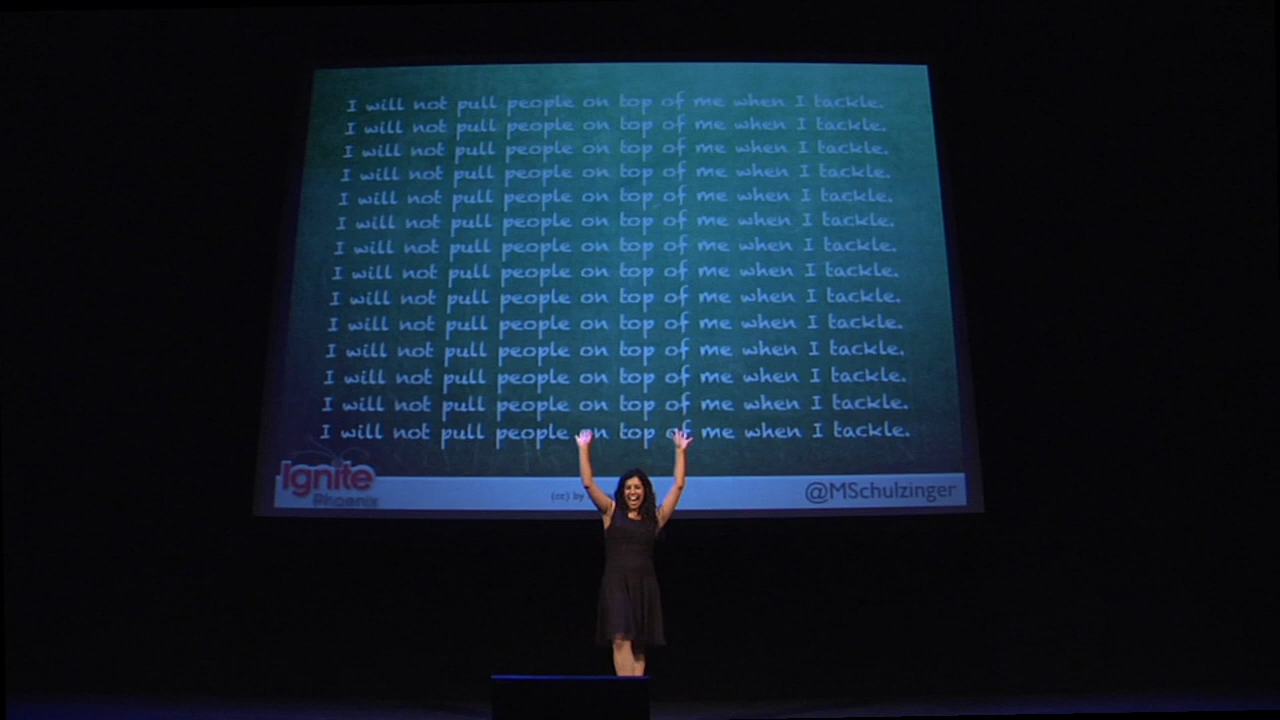 I will not pull people on top of me when I tackle.
I will not pull people on top of me when I tackle.
I will not pull people on top of me when I tackle.
I will not pull people on top of me when I tackle.
I will not pull people on top of me when I tackle.
I will not pull people on top of me when I tackle.
I will not pull people on top of me when I tackle.
I will not pull people on top of me when I tackle.
I will not pull people on top of me when I tackle.
I will not pull people on top of me when I tackle.
I will not pull people on top of me when I tackle.
I will not pull people on top of me when I tackle.
I will not pull people on top of me when I tackle.
I will not pull people on top of me when I tackle.
Ignite
Phoenix
(cc) by
@MSchulzinger